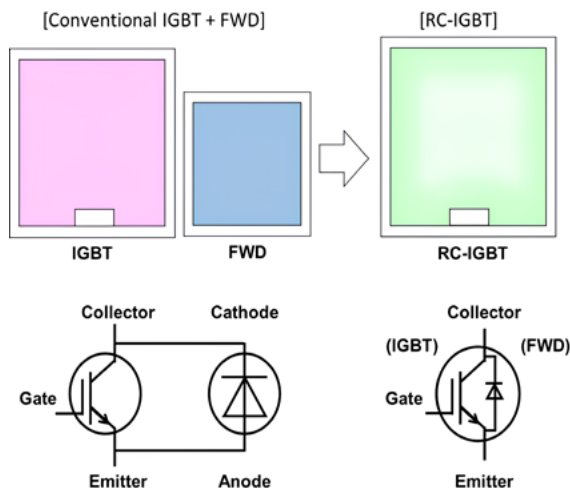 [Conventional IGBT + FWD]
[RC-IGBT]
IGBT
FWD
RC-IGBT
Collector
Cathode
Gate
Emitter
Anode
Collector
(IGBT)
(FWD)
Gate
Emitter